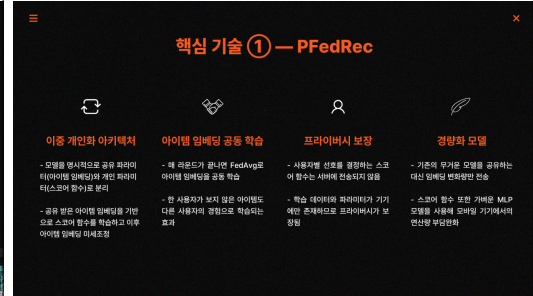 핵심 기술 ① — PFedRec
이중 개인화 아키텍처
- 모델을 명시적으로 공유 파라미
터(아이템 임베딩)와 개인 파라미
터(스코어 함수)로 분리
- 공유 받은 아이템 임베딩을 기반
으로 스코어 함수를 학습하고 이후
아이템 임베딩 미세조정
아이템 임베딩 공동 학습
- 매 라운드가 끝나면 FedAvg로
아이템 임베딩을 공동 학습
- 한 사용자가 보지 않은 아이템도
다른 사용자의 경험으로 학습되는
효과
프라이버시 보장
- 사용자별 선호를 결정하는 스코
어 함수는 서버에 전송되지 않음
- 학습 데이터와 파라미터가 기기
에만 존재하므로 프라이버시가 보
장됨
경량화 모델
- 기존의 무거운 모델을 공유하는
대신 임베딩 변화량만 전송
- 스코어 함수 또한 가벼운 MLP
모델을 사용해 모바일 기기에서의
연산량 부담완화